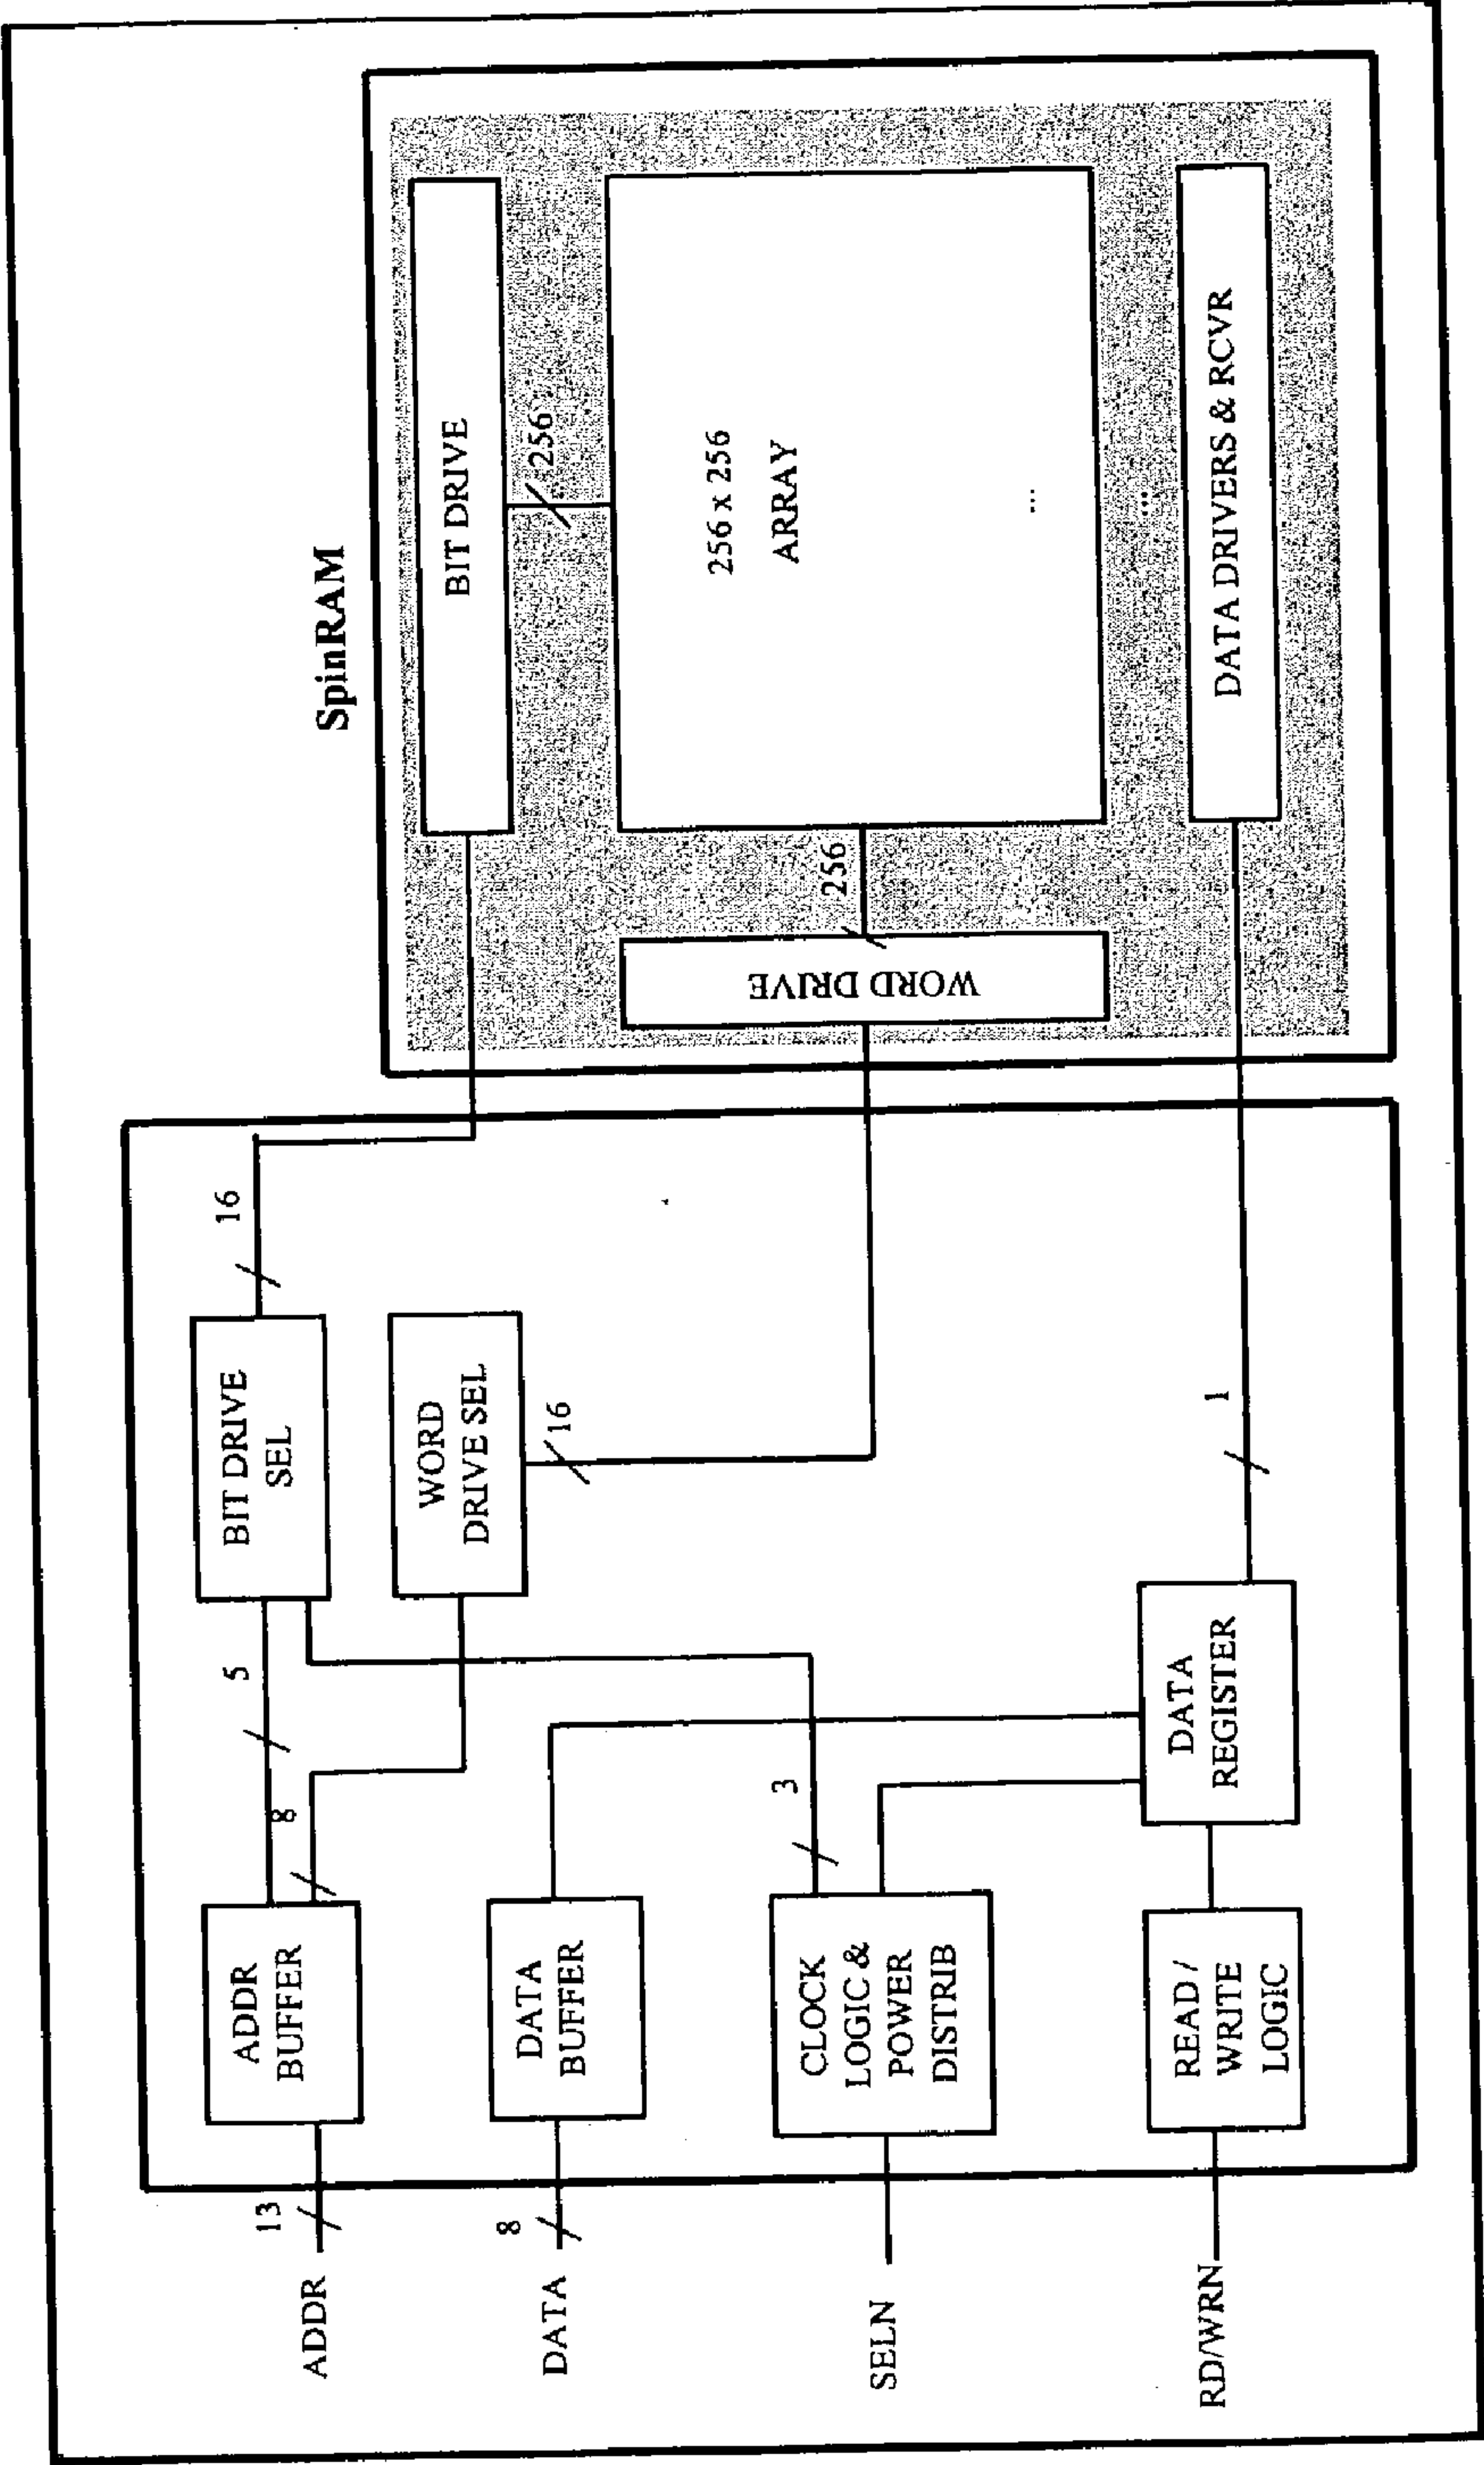 SpinRAM
ADDR
13
ADDR
BUFFER
8
5
BIT DRIVE
SEL
16
BIT DRIVE
256
WORD
DRIVE SEL
16
DATA
8
DATA
BUFFER
256 x 256
ARRAY
...
256
WORD DRIVE
SELN
CLOCK
LOGIC &
POWER
DISTRIB
3
RD/WRN
READ /
WRITE
LOGIC
DATA
REGISTER
1
....
DATA DRIVERS & RCVR